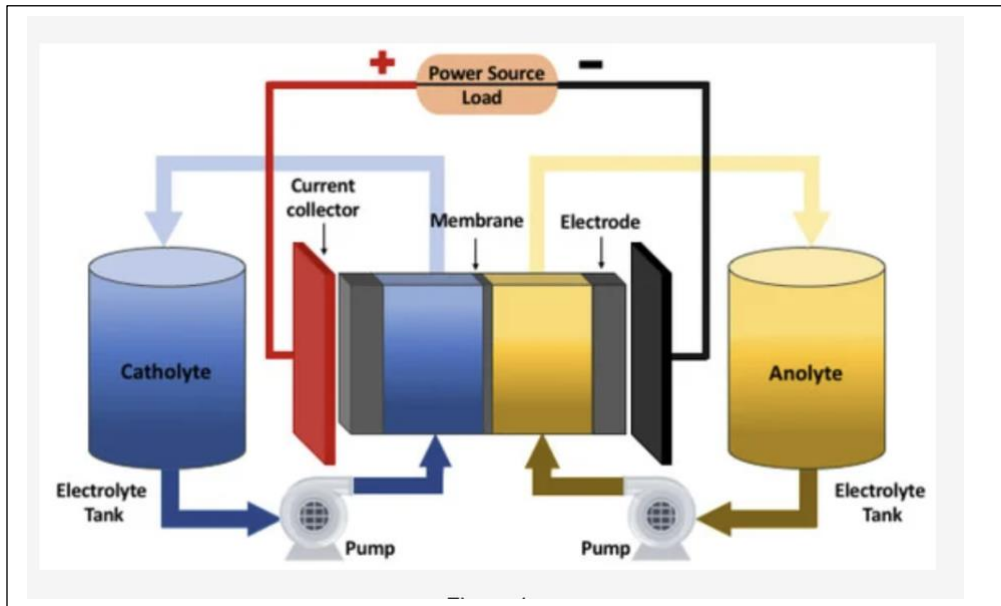 +
−
Power Source
Load
Current
collector
Membrane
Electrode
Catholyte
Anolyte
Electrolyte
Tank
Pump
Pump
Electrolyte
Tank